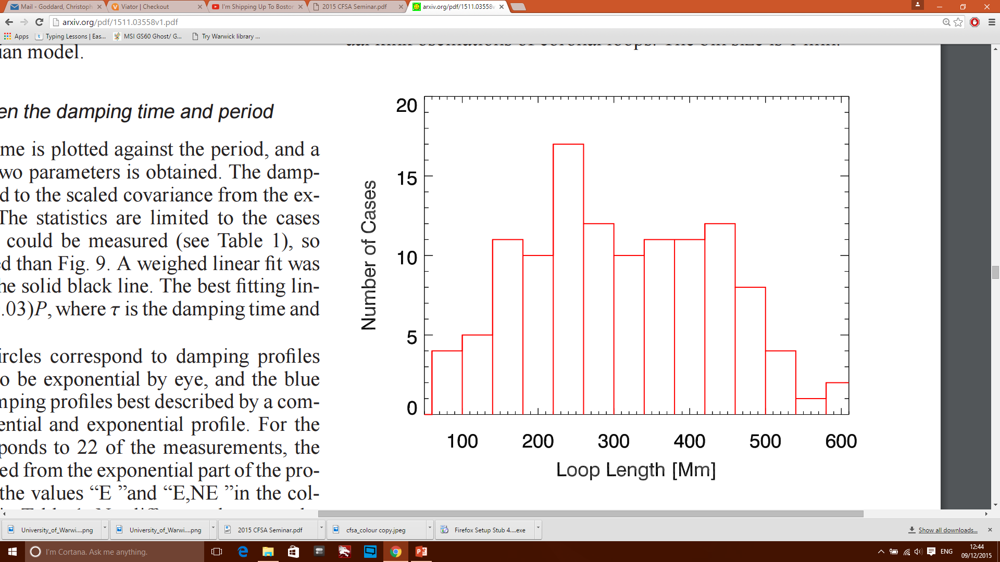 Mail - Goddard, Christoph
Viator | Checkout
I'm Shipping Up To Boston
2015 CFSA Seminar.pdf
arxiv.org/pdf/1511.03558v
arxiv.org/pdf/1511.03558v1.pdf
Apps
Typing Lessons | Eas...
MSI GS60 Ghost/ G...
Try Warwick library ...
ian model.
en the damping time and period
me is plotted against the period, and a
wo parameters is obtained. The damp-
d to the scaled covariance from the ex-
The statistics are limited to the cases
could be measured (see Table 1), so
ed than Fig. 9. A weighed linear fit was
he solid black line. The best fitting lin-
.03)P, where τ is the damping time and
ircles correspond to damping profiles
o be exponential by eye, and the blue
mping profiles best described by a com-
ential and exponential profile. For the
ponds to 22 of the measurements, the
ed from the exponential part of the pro-
the values “E ”and “E,NE ”in the col-
20
15
10
5
0
Number of Cases
100 200 300 400 500 600
Loop Length [Mm]
University_of_Warwi....png
University_of_Warwi....png
2015 CFSA Seminar.pdf
cfsa_colour copy.jpeg
Firefox Setup Stub 4....exe
Show all downloads...
I'm Cortana. Ask me anything.
ENG
12:44
09/12/2015